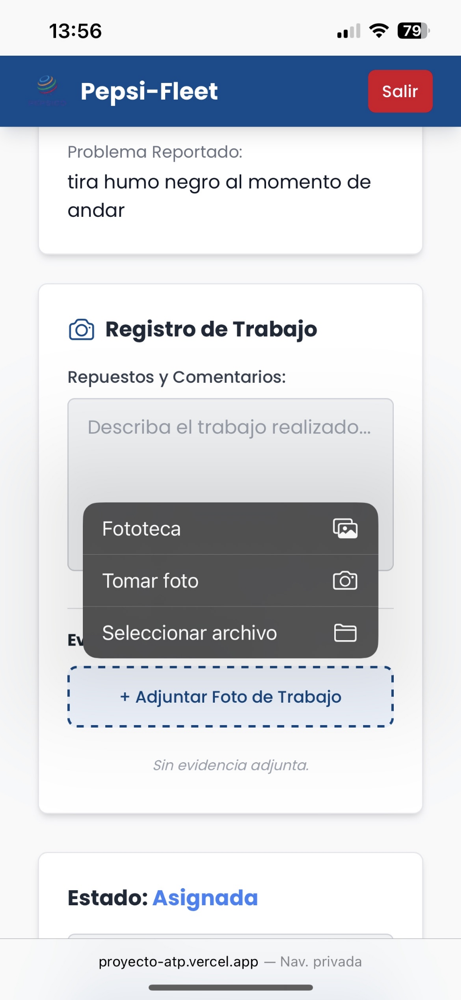 13:56
79
Pepsi-Fleet
Salir
Problema Reportado:
tira humo negro al momento de
andar
Registro de Trabajo
Repuestos y Comentarios:
Describa el trabajo realizado...
Fototeca
Tomar foto
Seleccionar archivo
Ev
+ Adjuntar Foto de Trabajo
Sin evidencia adjunta.
Estado: Asignada
proyecto-atp.vercel.app — Nav. privada